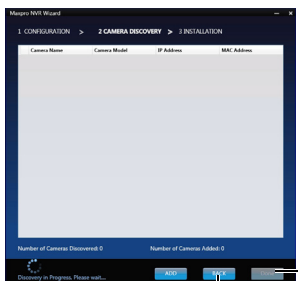 Maxpro NVR Wizard
1 CONFIGURATION > 2 CAMERA DISCOVERY > 3 INSTALLATION
Camera Name Camera Model IP Address MAC Address
Number of Cameras Discovered: 0 Number of Cameras Added: 0
ADD BACK
Discovery in Progress. Please wait...